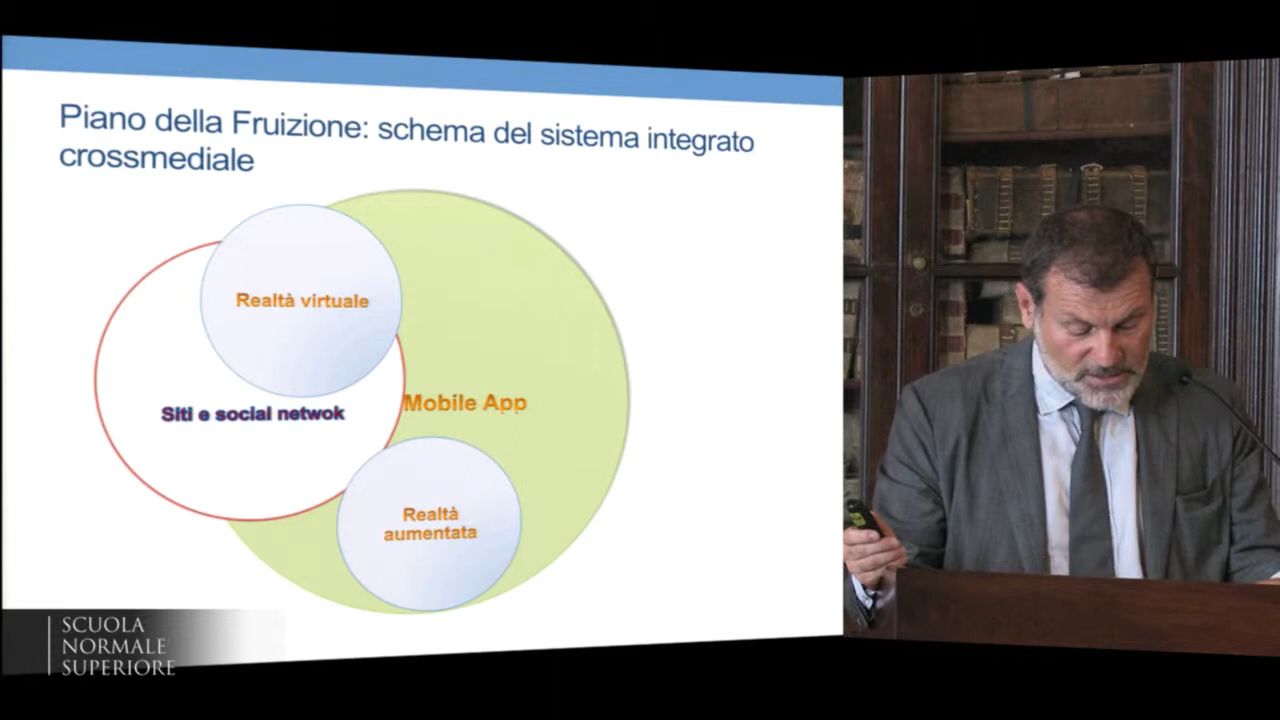 Piano della Fruizione: schema del sistema integrato
crossmediale
Realtà virtuale
Mobile App
Siti e social netwok
Realtà
aumentata
SCUOLA
NORMALE
SUPERIORE